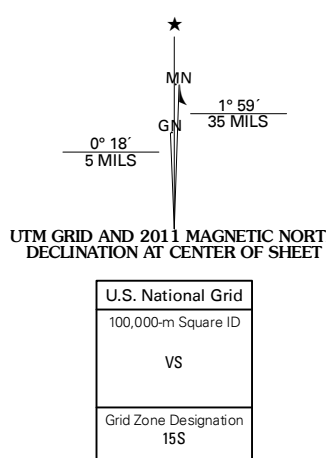 ★
MN
1° 59´
35 MILS
GN
0° 18´
5 MILS
UTM GRID AND 2011 MAGNETIC NORT
DECLINATION AT CENTER OF SHEET
U.S. National Grid
100,000-m Square ID
VS
Grid Zone Designation
15S